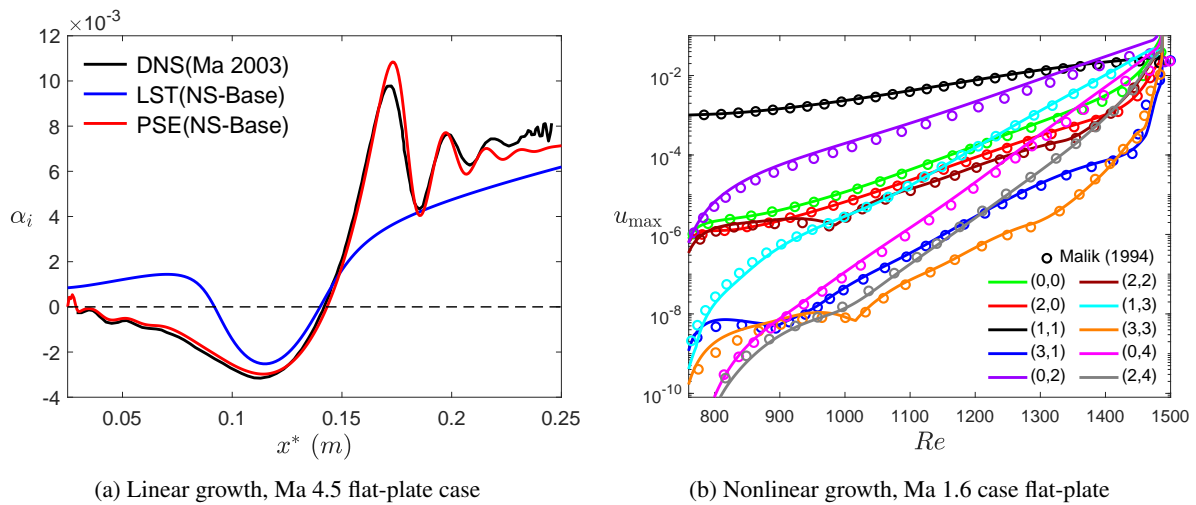 ×10⁻³
12
10
8
6
4
2
0
-2
-4
αᵢ
DNS(Ma 2003)
LST(NS-Base)
PSE(NS-Base)
0.05
0.1
0.15
0.2
0.25
x* (m)
(a) Linear growth, Ma 4.5 flat-plate case
10⁻²
10⁻⁴
10⁻⁶
10⁻⁸
10⁻¹⁰
uₘₐₓ
Malik (1994)
(0,0) (2,2)
(2,0) (1,3)
(1,1) (3,3)
(3,1) (0,4)
(0,2) (2,4)
800 900 1000 1100 1200 1300 1400 1500
Re
(b) Nonlinear growth, Ma 1.6 case flat-plate